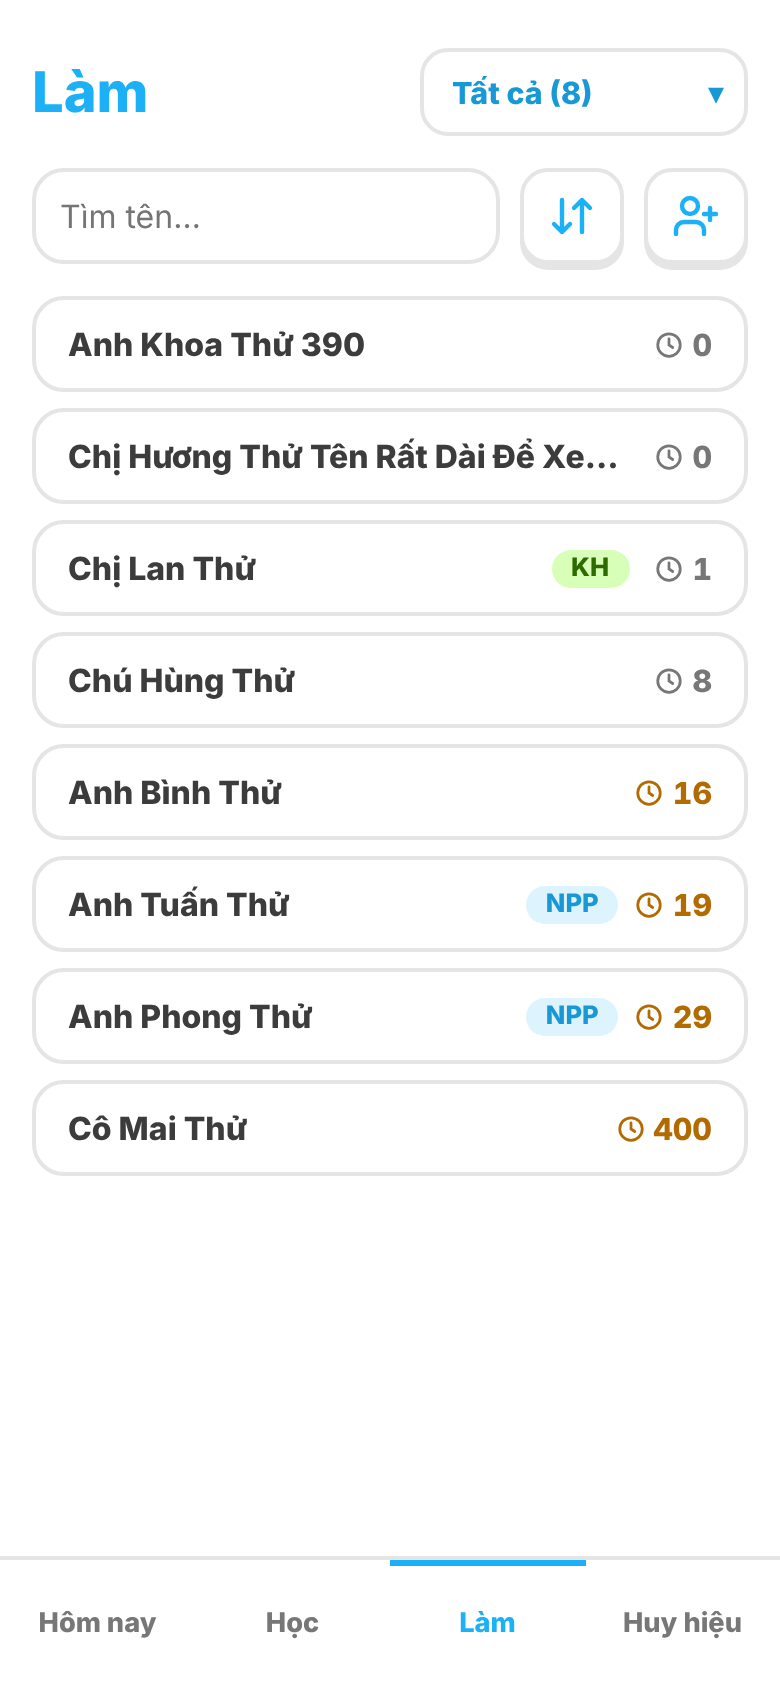 Làm
Tất cả (8) ▼
Tìm tên...
Anh Khoa Thử 390 0
Chị Hương Thử Tên Rất Dài Để Xe... 0
Chị Lan Thử KH 1
Chú Hùng Thử 8
Anh Bình Thử 16
Anh Tuấn Thử NPP 19
Anh Phong Thử NPP 29
Cô Mai Thử 400
Hôm nay Học Làm Huy hiệu